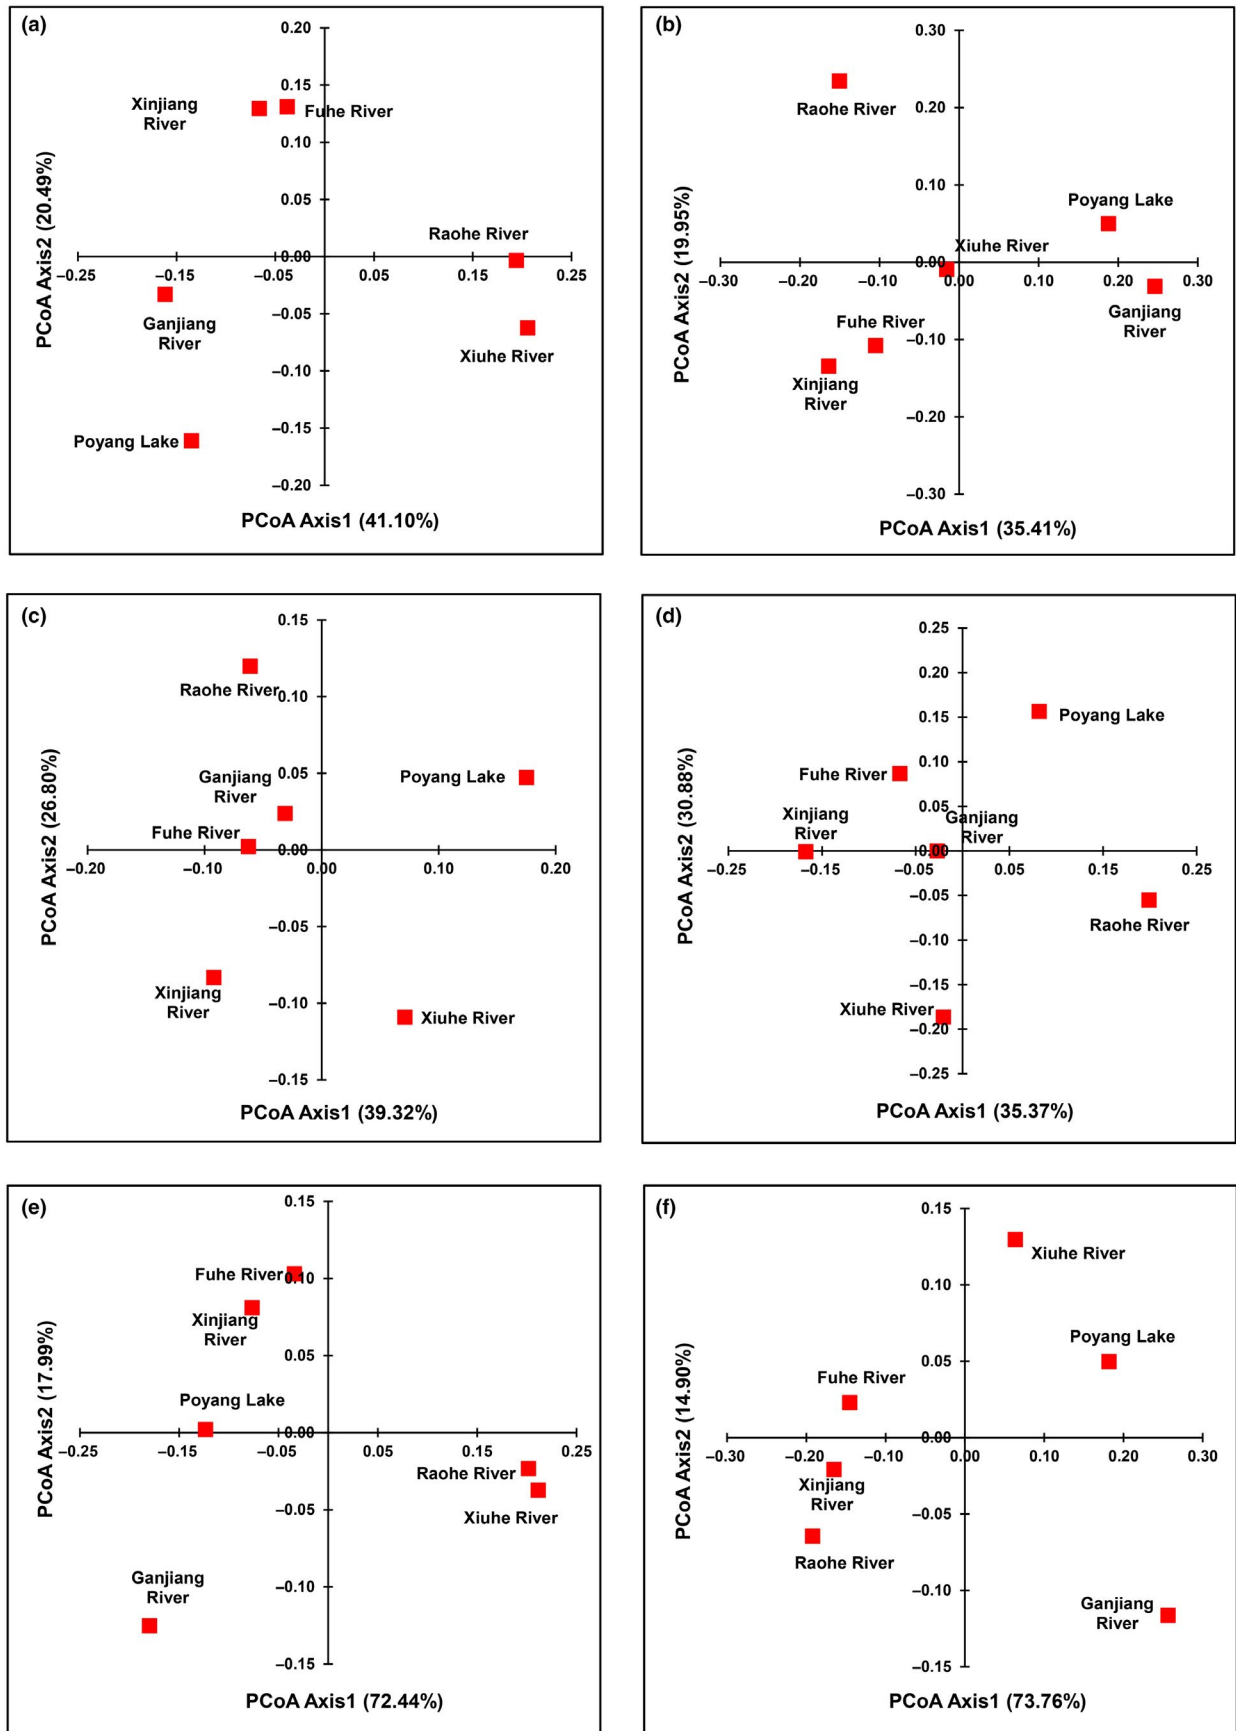 (a)
0.20
0.15
Xinjiang
River
Fuhe River
0.10
0.05
Raohe River
0.00
–0.25
–0.15
–0.05
0.05
0.15
0.25
Ganjiang
River
–0.05
Xiuhe River
–0.10
Poyang Lake
–0.15
–0.20
PCoA Axis2 (20.49%)
PCoA Axis1 (41.10%)
(b)
0.30
Raohe River
0.20
0.10
Poyang Lake
Xiuhe River
0.00
–0.30
–0.20
–0.10
0.00
0.10
0.20
0.30
Ganjiang
River
Fuhe River
–0.10
Xinjiang
River
–0.20
–0.30
PCoA Axis2 (19.95%)
PCoA Axis1 (35.41%)
(c)
0.15
Raohe River
0.10
Ganjiang
River
0.05
Poyang Lake
Fuhe River
0.00
–0.20
–0.10
0.00
0.10
0.20
–0.05
Xinjiang
River
–0.10
Xiuhe River
–0.15
PCoA Axis2 (26.80%)
PCoA Axis1 (39.32%)
(d)
0.25
0.20
0.15
Poyang Lake
0.10
Fuhe River
0.05
Xinjiang
River
Ganjiang
River
0.00
–0.25
–0.15
–0.05
0.05
0.15
0.25
–0.05
Raohe River
–0.10
–0.15
Xiuhe River
–0.20
–0.25
PCoA Axis2 (30.88%)
PCoA Axis1 (35.37%)
(e)
0.15
Fuhe River
0.10
Xinjiang
River
0.05
Poyang Lake
0.00
–0.25
–0.15
–0.05
0.05
0.15
0.25
Raohe River
–0.05
Xiuhe River
Ganjiang
River
–0.10
–0.15
PCoA Axis2 (17.99%)
PCoA Axis1 (72.44%)
(f)
0.15
Xiuhe River
0.10
Poyang Lake
0.05
Fuhe River
0.00
–0.30
–0.20
–0.10
0.00
0.10
0.20
0.30
Xinjiang
River
–0.05
Raohe River
–0.10
Ganjiang
River
–0.15
PCoA Axis2 (14.90%)
PCoA Axis1 (73.76%)